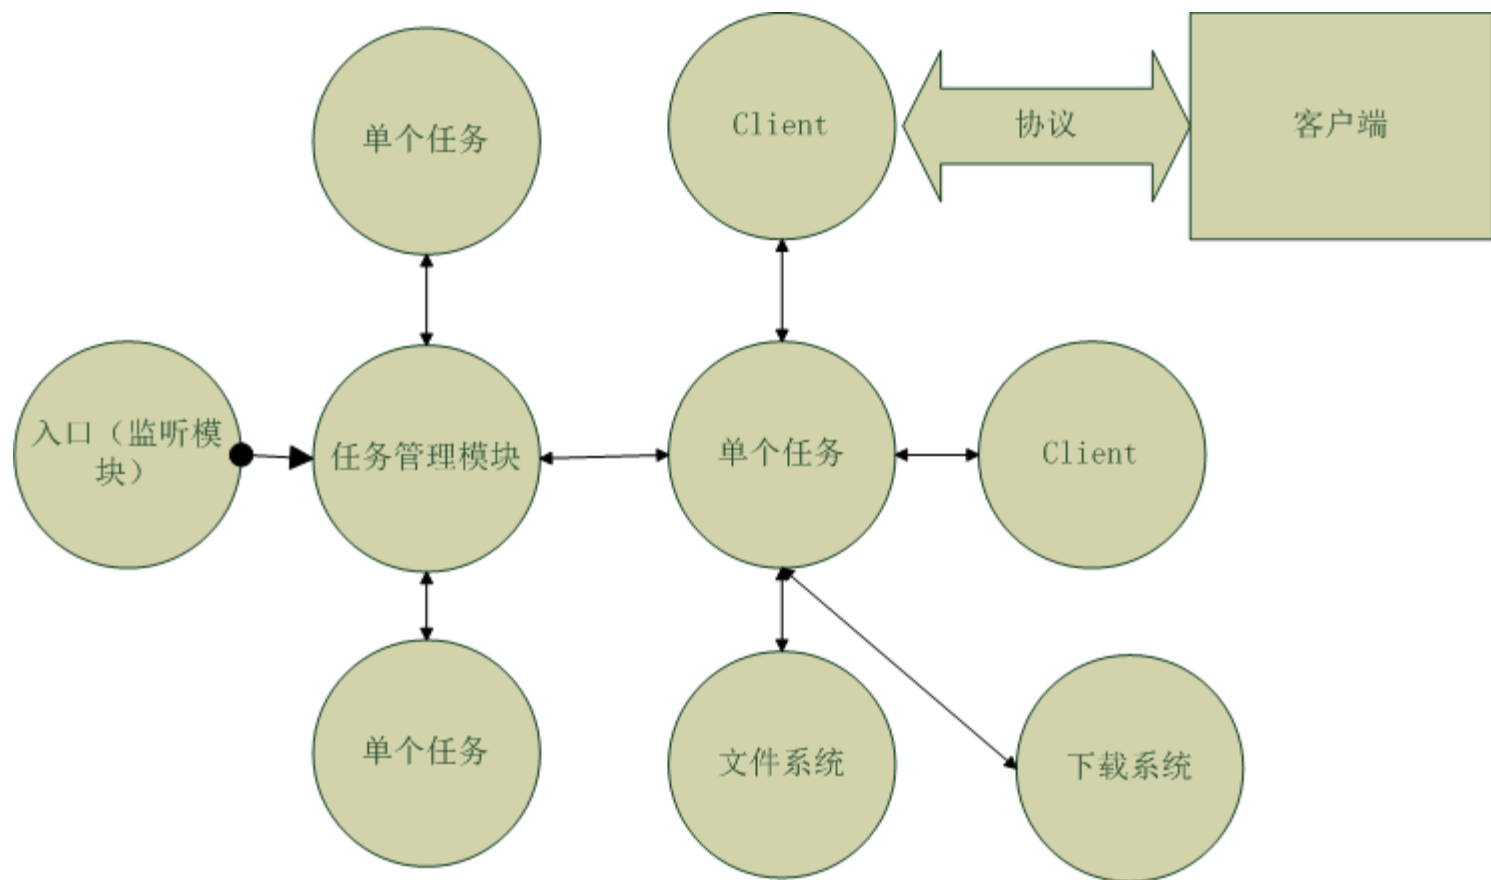 单个任务
Client
协议
客户端
入口（监听模
块）
任务管理模块
单个任务
Client
单个任务
文件系统
下载系统